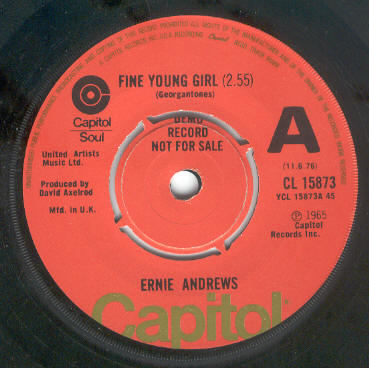 FINE YOUNG GIRL (2.55)
(Georgantones)
Capitol
Soul
DEMO
RECORD
NOT FOR SALE
A
United Artists
Music Ltd.
(11.6.76)
CL 15873
YCL 15873A 45
Produced by
David Axelrod
Mfd. in U.K.
℗ 1965
Capitol
Records Inc.
ERNIE ANDREWS
Capitol